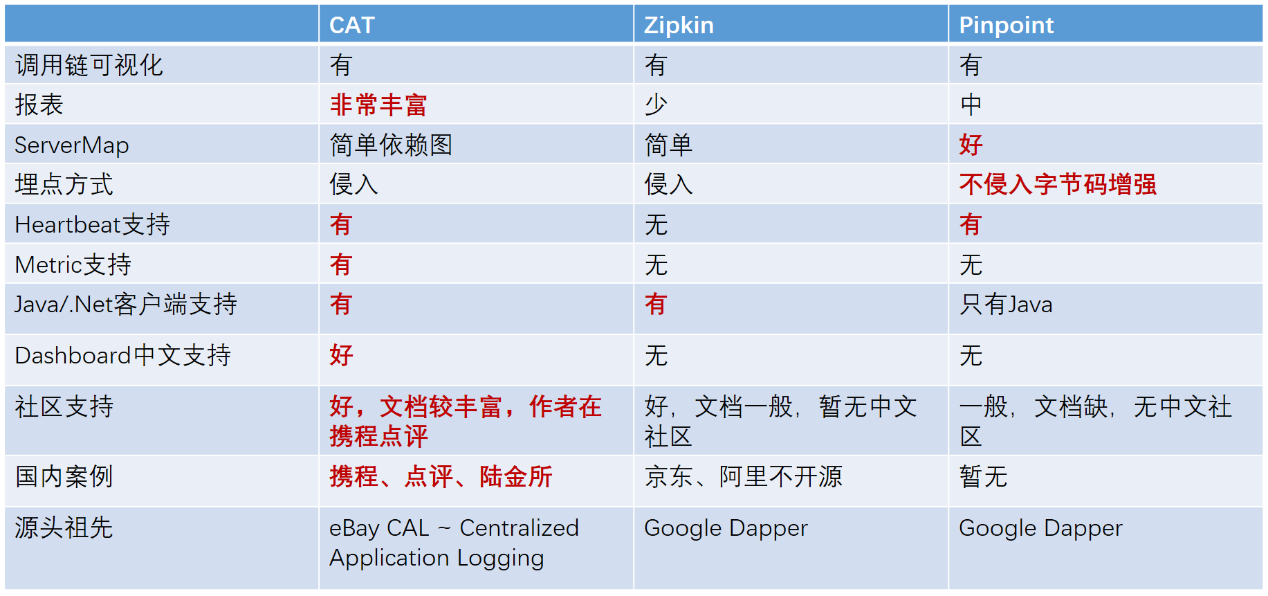 CAT Zipkin Pinpoint
调用链可视化 有 有 有
报表 非常丰富 少 中
ServerMap 简单依赖图 简单 好
埋点方式 侵入 侵入 不侵入字节码增强
Heartbeat支持 有 无 有
Metric支持 有 无 无
Java/.Net客户端支持 有 有 只有Java
Dashboard中文支持 好 无 无
社区支持 好，文档较丰富，作者在 好，文档一般，暂无中文 一般，文档缺，无中文社
携程点评 社区 区
国内案例 携程、点评、陆金所 京东、阿里不开源 暂无
源头祖先 eBay CAL ~ Centralized Google Dapper Google Dapper
Application Logging